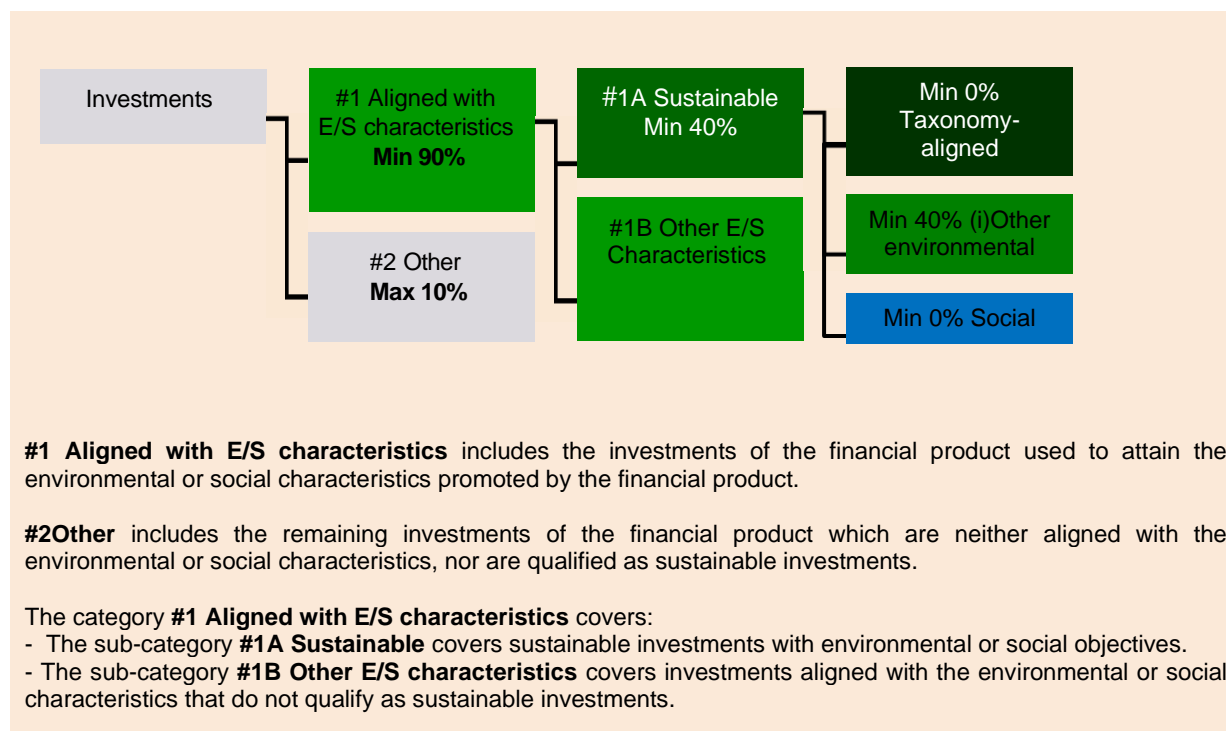 Investments
#1 Aligned with
E/S characteristics
Min 90%
#2 Other
Max 10%
#1A Sustainable
Min 40%
#1B Other E/S
Characteristics
Min 0%
Taxonomy-
aligned
Min 40% (i)Other
environmental
Min 0% Social
#1 Aligned with E/S characteristics includes the investments of the financial product used to attain the
environmental or social characteristics promoted by the financial product.
#2Other includes the remaining investments of the financial product which are neither aligned with the
environmental or social characteristics, nor are qualified as sustainable investments.
The category #1 Aligned with E/S characteristics covers:
- The sub-category #1A Sustainable covers sustainable investments with environmental or social objectives.
- The sub-category #1B Other E/S characteristics covers investments aligned with the environmental or social
characteristics that do not qualify as sustainable investments.